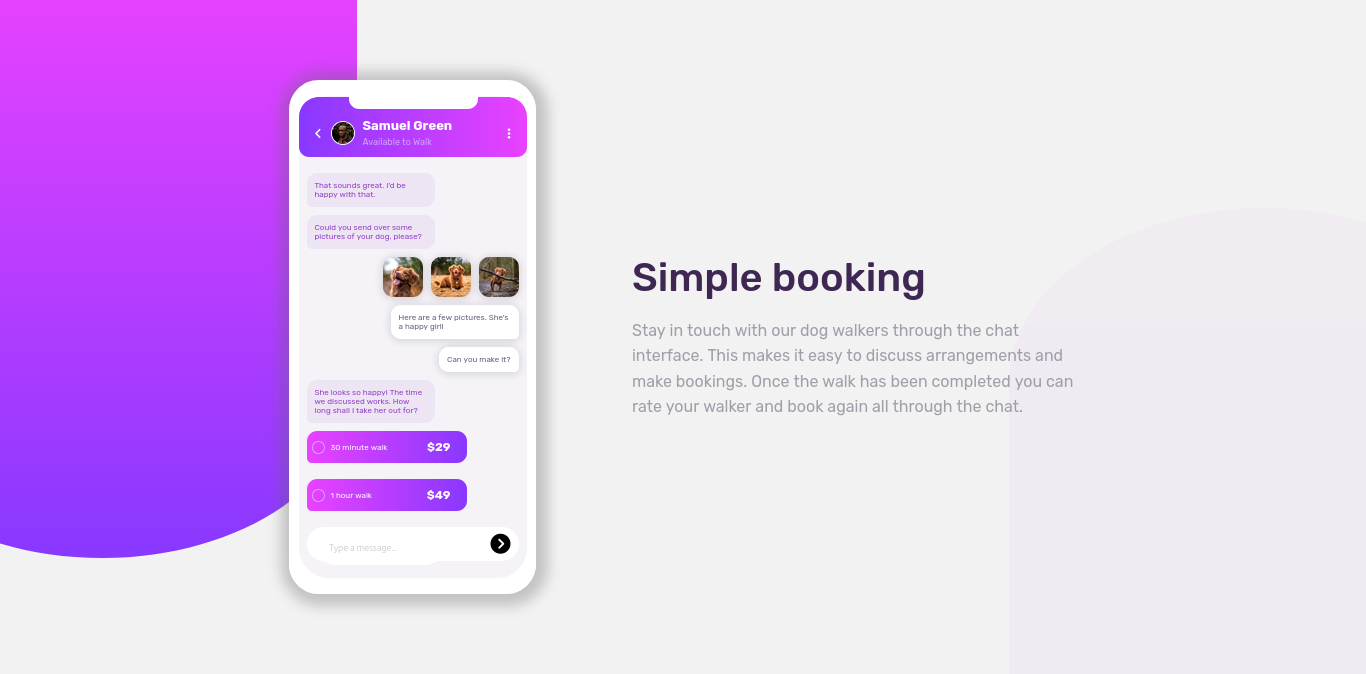 Samuel Green
Available to Walk
That sounds great. I'd be
happy with that.
Could you send over some
pictures of your dog, please?
Here are a few pictures. She's
a happy girl!
Can you make it?
She looks so happy! The time
we discussed works. How
long shall I take her out for?
30 minute walk $29
1 hour walk $49
Type a message...
Simple booking
Stay in touch with our dog walkers through the chat
interface. This makes it easy to discuss arrangements and
make bookings. Once the walk has been completed you can
rate your walker and book again all through the chat.